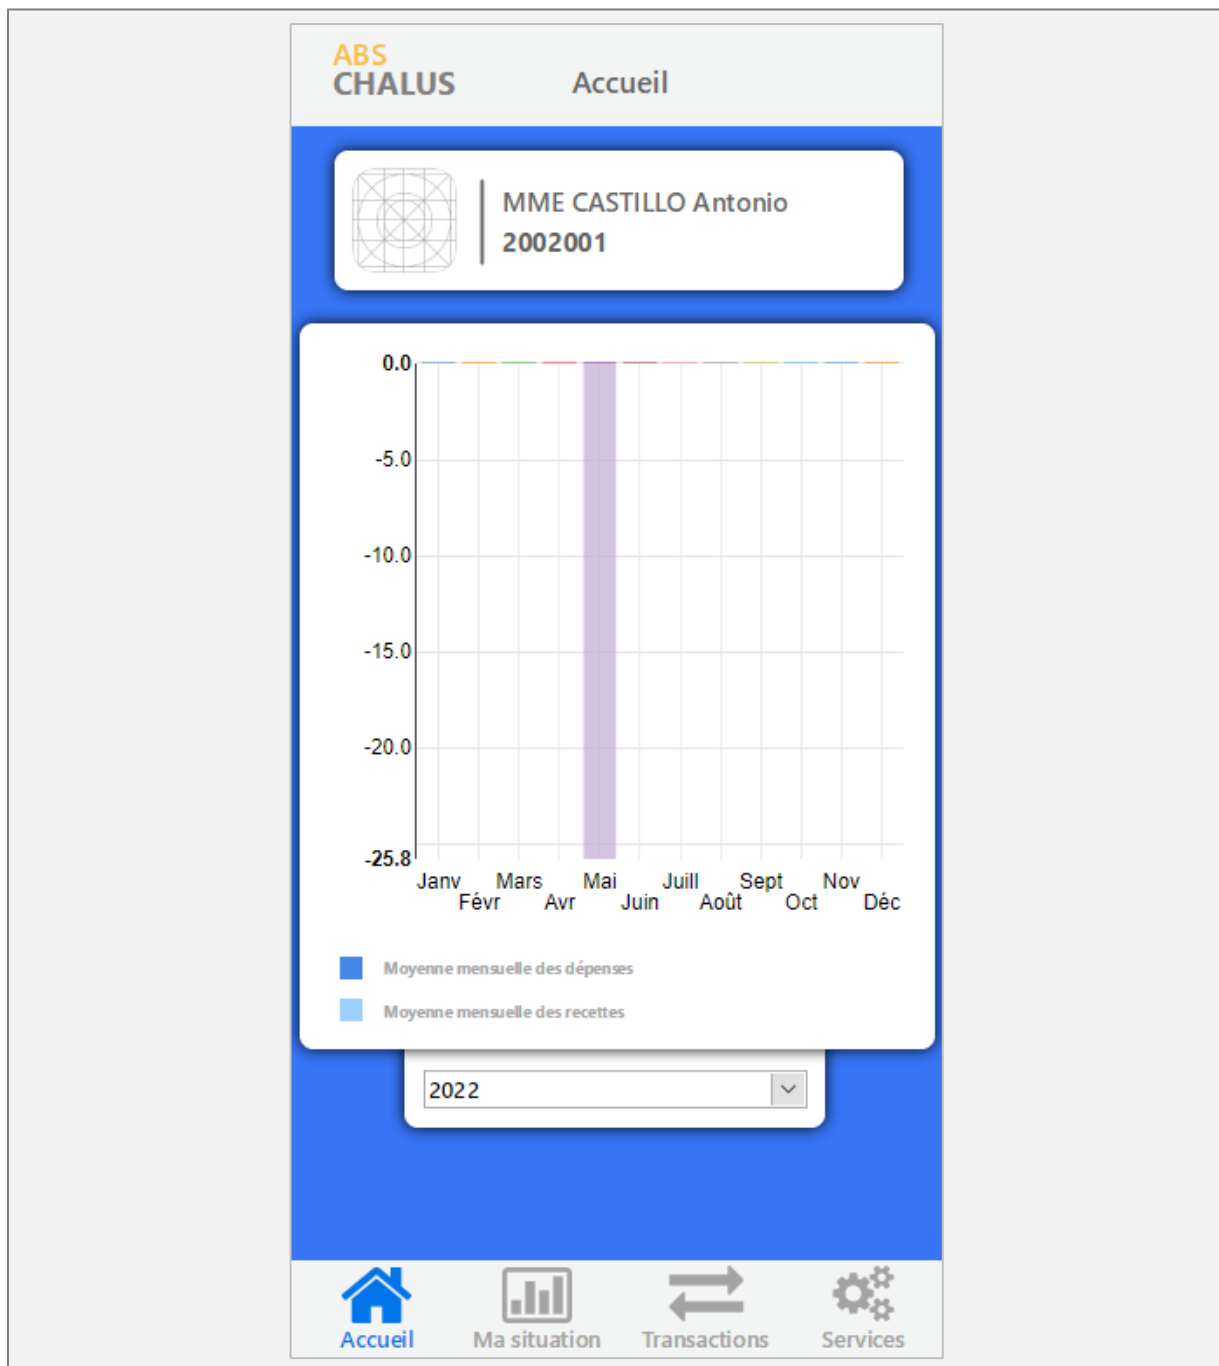 ABS
CHALUS
Accueil
MME CASTILLO Antonio
2002001
0.0
-5.0
-10.0
-15.0
-20.0
-25.8
Janv Mars Mai Juill Sept Nov
Févr Avr Juin Août Oct Déc
Moyenne mensuelle des dépenses
Moyenne mensuelle des recettes
2022
Accueil Ma situation Transactions Services